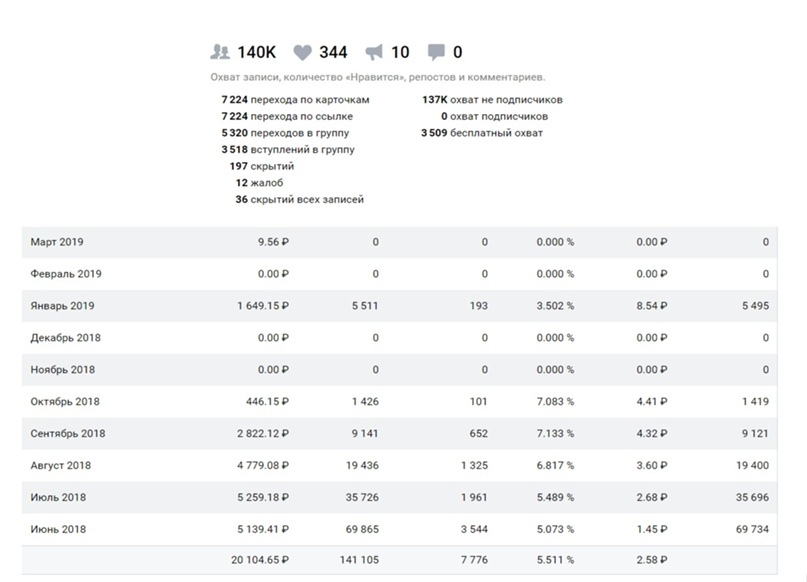 140K 344 10 0
Охват записи, количество «Нравится», репостов и комментариев.
7 224 перехода по карточкам 137K охват не подписчиков
7 224 перехода по ссылке 0 охват подписчиков
5 320 переходов в группу 3 509 бесплатный охват
3 518 вступлений в группу
197 скрытий
12 жалоб
36 скрытий всех записей
Март 2019 9.56 ₽ 0 0 0.000 % 0.00 ₽ 0
Февраль 2019 0.00 ₽ 0 0 0.000 % 0.00 ₽ 0
Январь 2019 1 649.15 ₽ 5 511 193 3.502 % 8.54 ₽ 5 495
Декабрь 2018 0.00 ₽ 0 0 0.000 % 0.00 ₽ 0
Ноябрь 2018 0.00 ₽ 0 0 0.000 % 0.00 ₽ 0
Октябрь 2018 446.15 ₽ 1 426 101 7.083 % 4.41 ₽ 1 419
Сентябрь 2018 2 822.12 ₽ 9 141 652 7.133 % 4.32 ₽ 9 121
Август 2018 4 779.08 ₽ 19 436 1 325 6.817 % 3.60 ₽ 19 400
Июль 2018 5 259.18 ₽ 35 726 1 961 5.489 % 2.68 ₽ 35 696
Июнь 2018 5 139.41 ₽ 69 865 3 544 5.073 % 1.45 ₽ 69 734
20 104.65 ₽ 141 105 7 776 5.511 % 2.58 ₽